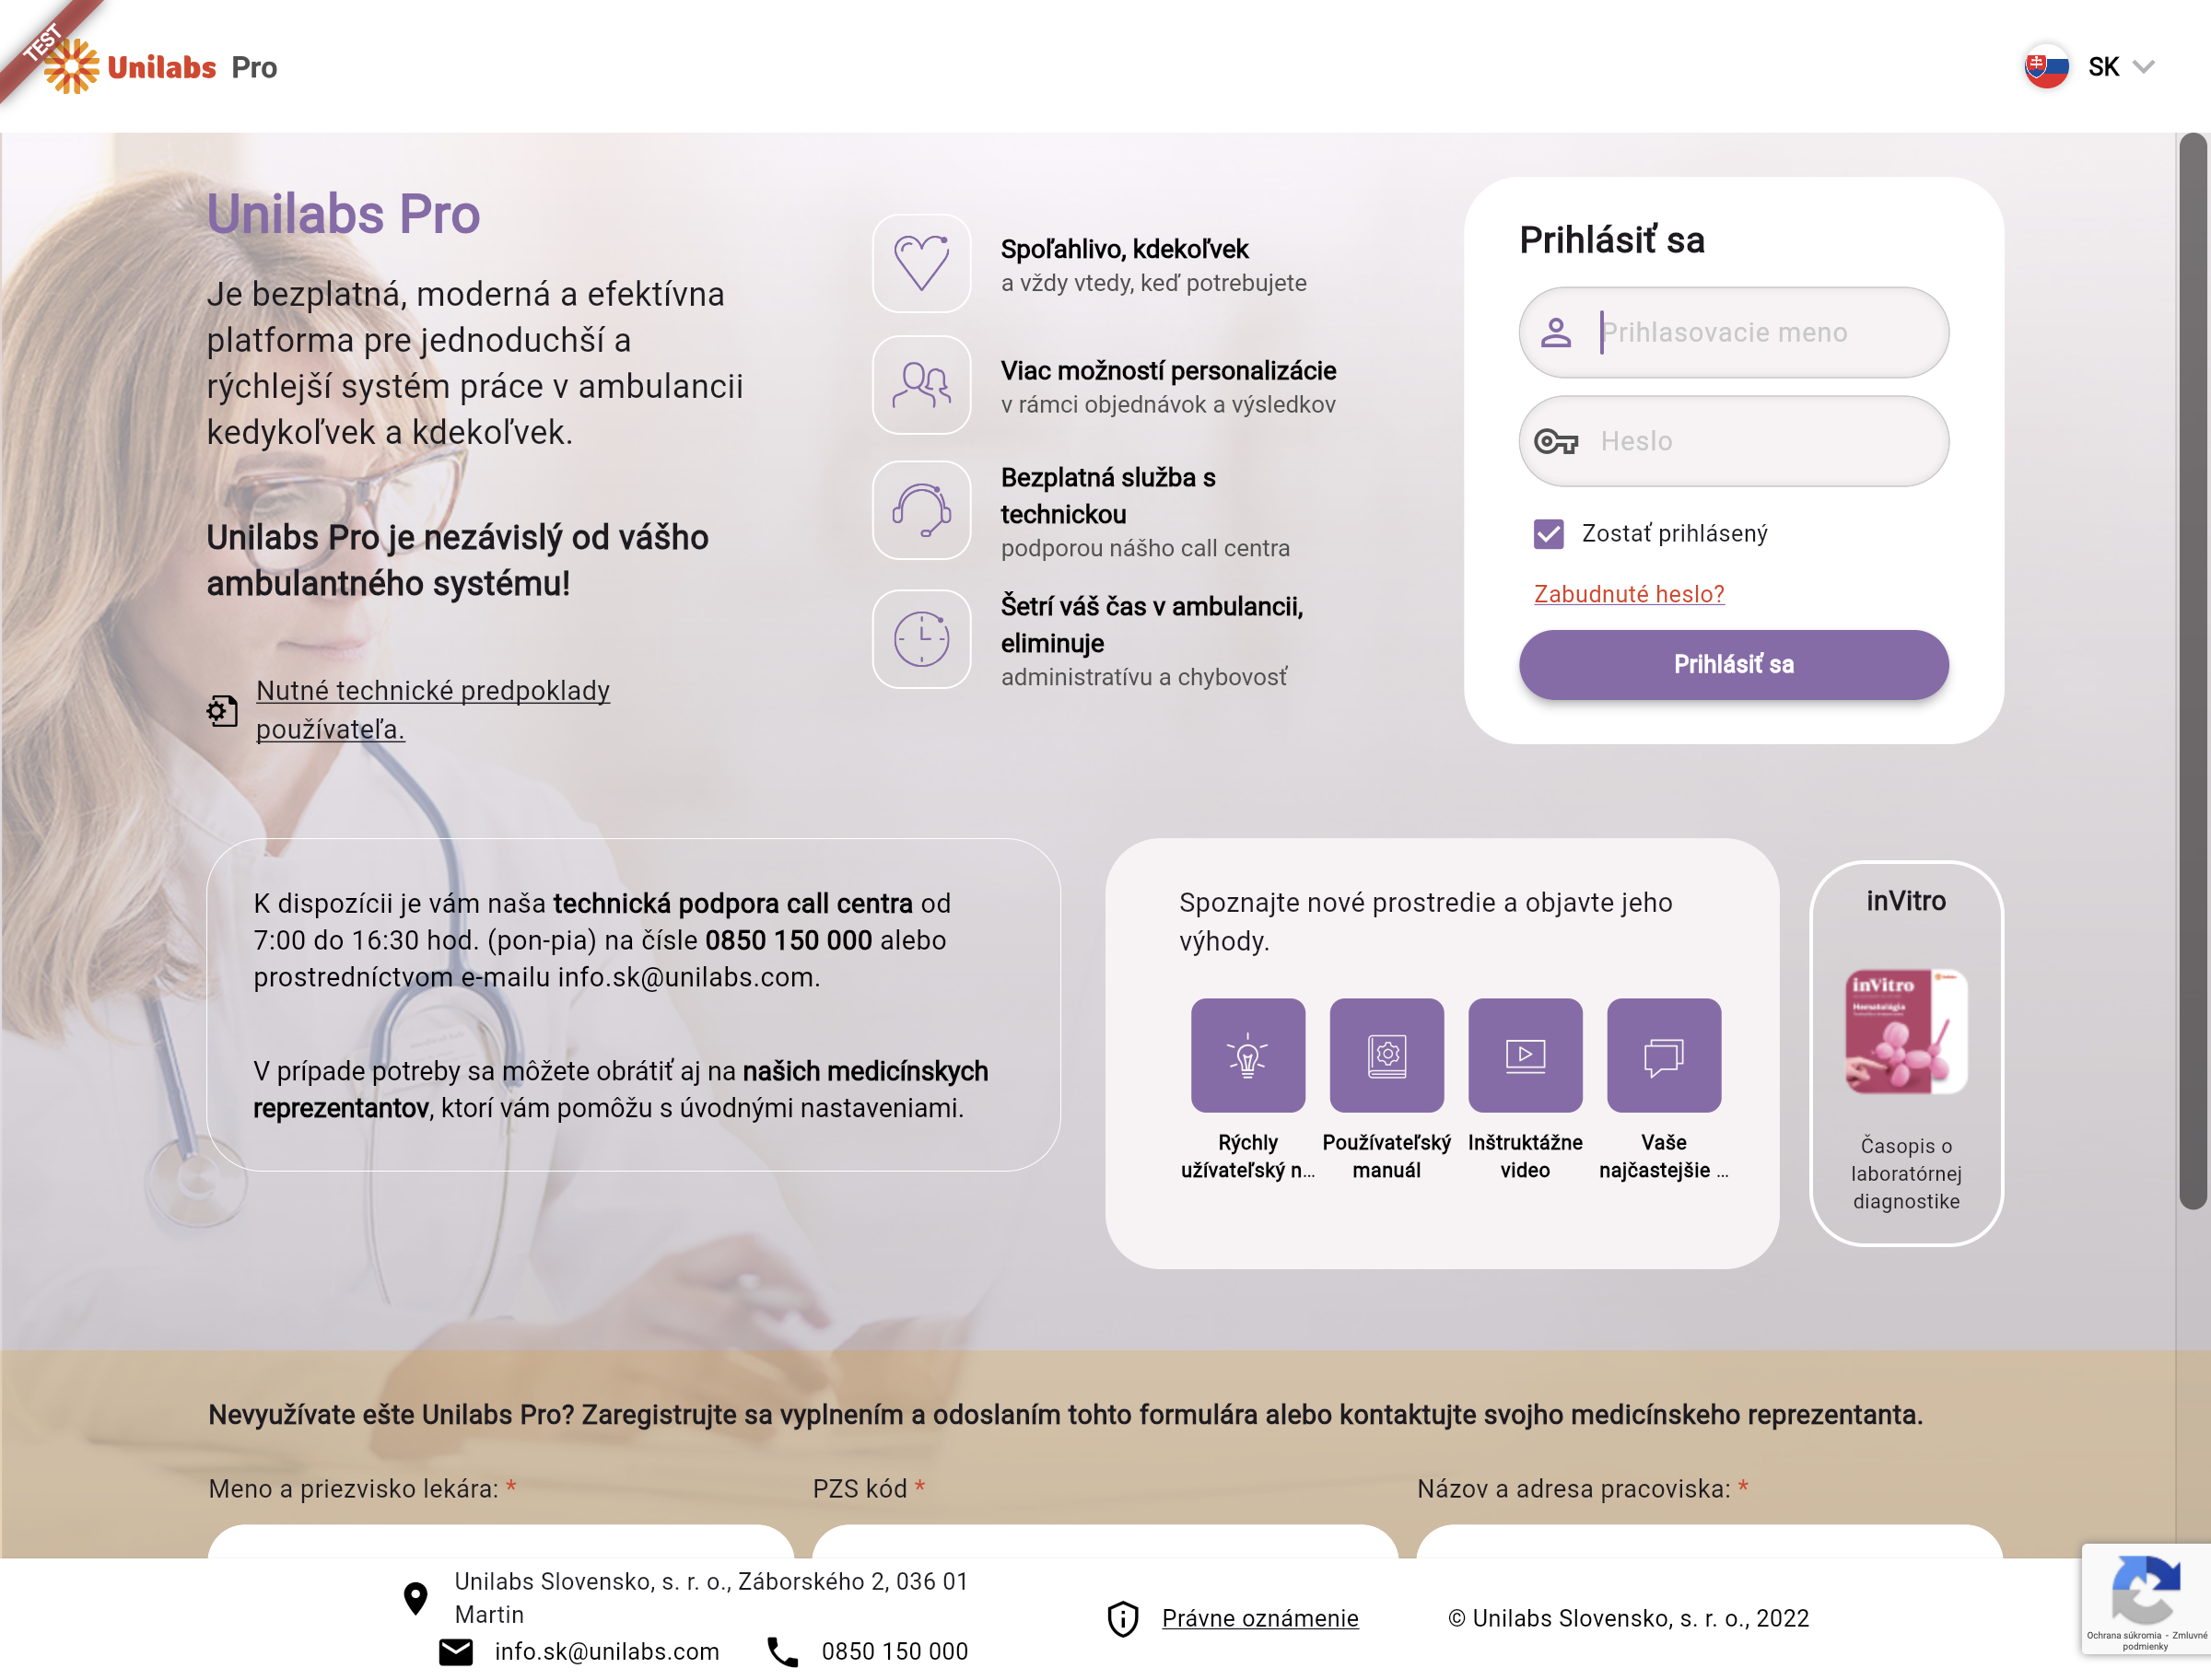 TEST
Unilabs Pro
SK
Unilabs Pro
Je bezplatná, moderná a efektívna
platforma pre jednoduchší a
rýchlejší systém práce v ambulancii
kedykoľvek a kdekoľvek.
Unilabs Pro je nezávislý od vášho
ambulantného systému!
Nutné technické predpoklady
používateľa.
Spoľahlivo, kdekoľvek
a vždy vtedy, keď potrebujete
Viac možností personalizácie
v rámci objednávok a výsledkov
Bezplatná služba s
technickou
podporou nášho call centra
Šetrí váš čas v ambulancii,
eliminuje
administratívu a chybovosť
Prihlásiť sa
Prihlasovacie meno
Heslo
Zostať prihlásený
Zabudnuté heslo?
Prihlásiť sa
K dispozícii je vám naša technická podpora call centra od
7:00 do 16:30 hod. (pon-pia) na čísle 0850 150 000 alebo
prostredníctvom e-mailu info.sk@unilabs.com.
V prípade potreby sa môžete obrátiť aj na našich medicínskych
reprezentantov, ktorí vám pomôžu s úvodnými nastaveniami.
Spoznajte nové prostredie a objavte jeho
výhody.
Rýchly
užívateľský n...
Používateľský
manuál
Inštruktážne
video
Vaše
najčastejšie ...
inVitro
inVitro
Hematológia
Časopis o
laboratórnej
diagnostike
Nevyužívate ešte Unilabs Pro? Zaregistrujte sa vyplnením a odoslaním tohto formulára alebo kontaktujte svojho medicínskeho reprezentanta.
Meno a priezvisko lekára: *
PZS kód *
Názov a adresa pracoviska: *
Unilabs Slovensko, s. r. o., Záborského 2, 036 01
Martin
info.sk@unilabs.com
0850 150 000
Právne oznámenie
© Unilabs Slovensko, s. r. o., 2022
Ochrana súkromia - Zmluvné
podmienky